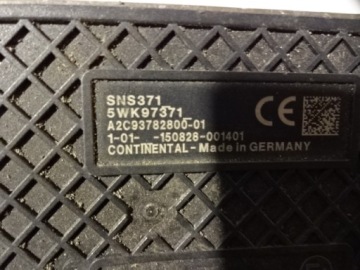 SNS371
5WK97371
A2C93782800-01
1-01- -150828-001401
CONTINENTAL - Made in GERMANY
CE